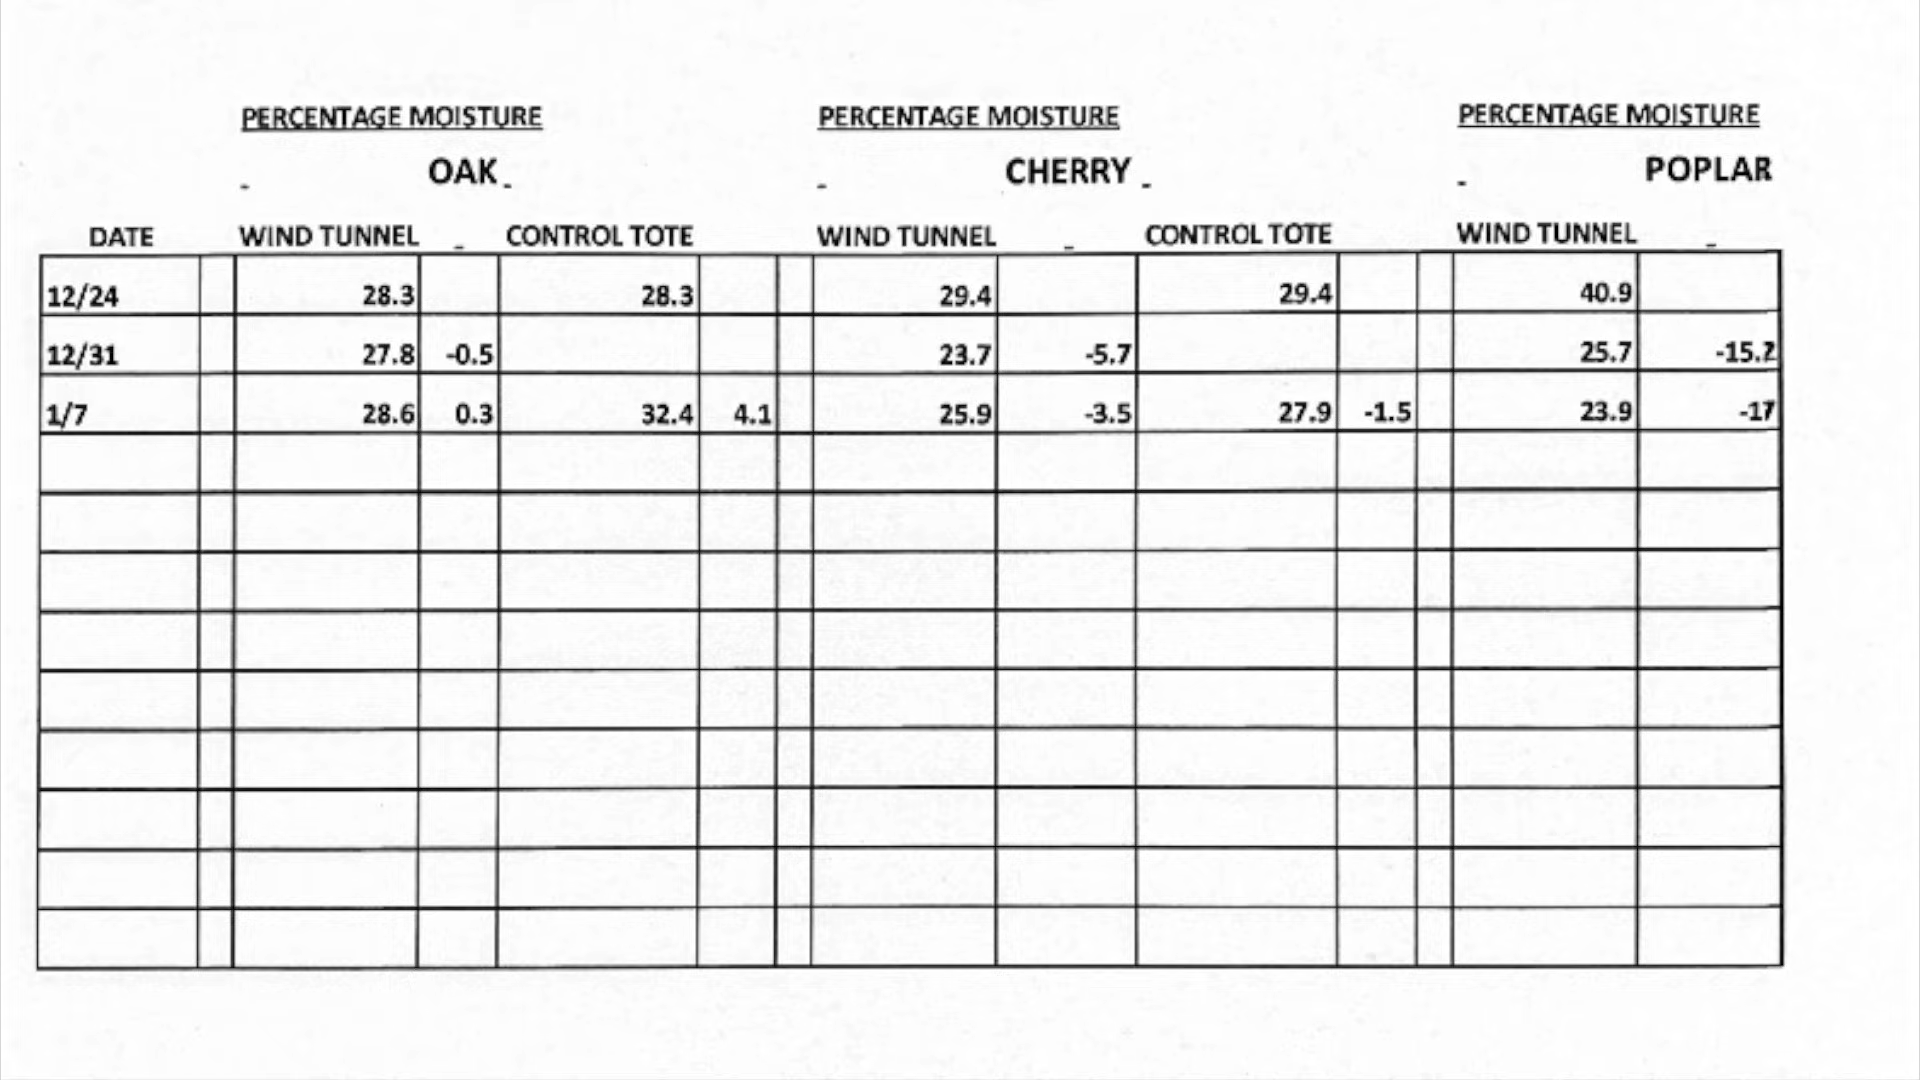 PERCENTAGE MOISTURE PERCENTAGE MOISTURE PERCENTAGE MOISTURE
- OAK - - CHERRY - - POPLAR
DATE WIND TUNNEL - CONTROL TOTE WIND TUNNEL - CONTROL TOTE WIND TUNNEL -
12/24 28.3 28.3 29.4 29.4 40.9
12/31 27.8 -0.5 23.7 -5.7 25.7 -15.2
1/7 28.6 0.3 32.4 4.1 25.9 -3.5 27.9 -1.5 23.9 -17